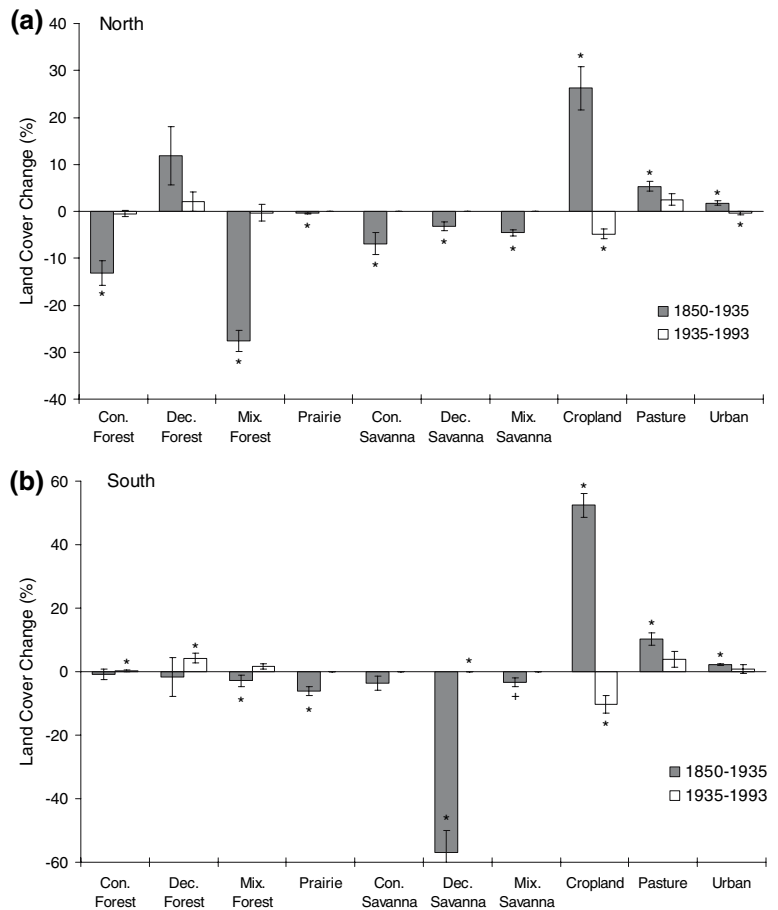 (a)
North
40
30
20
10
0
-10
-20
-30
-40
Land Cover Change (%)
*
*
*
*
*
*
*
*
*
*
*
1850-1935
1935-1993
Con. Forest
Dec. Forest
Mix. Forest
Prairie
Con. Savanna
Dec. Savanna
Mix. Savanna
Cropland
Pasture
Urban
(b)
South
60
40
20
0
-20
-40
-60
Land Cover Change (%)
*
*
*
*
*
*
+
*
*
*
*
1850-1935
1935-1993
Con. Forest
Dec. Forest
Mix. Forest
Prairie
Con. Savanna
Dec. Savanna
Mix. Savanna
Cropland
Pasture
Urban